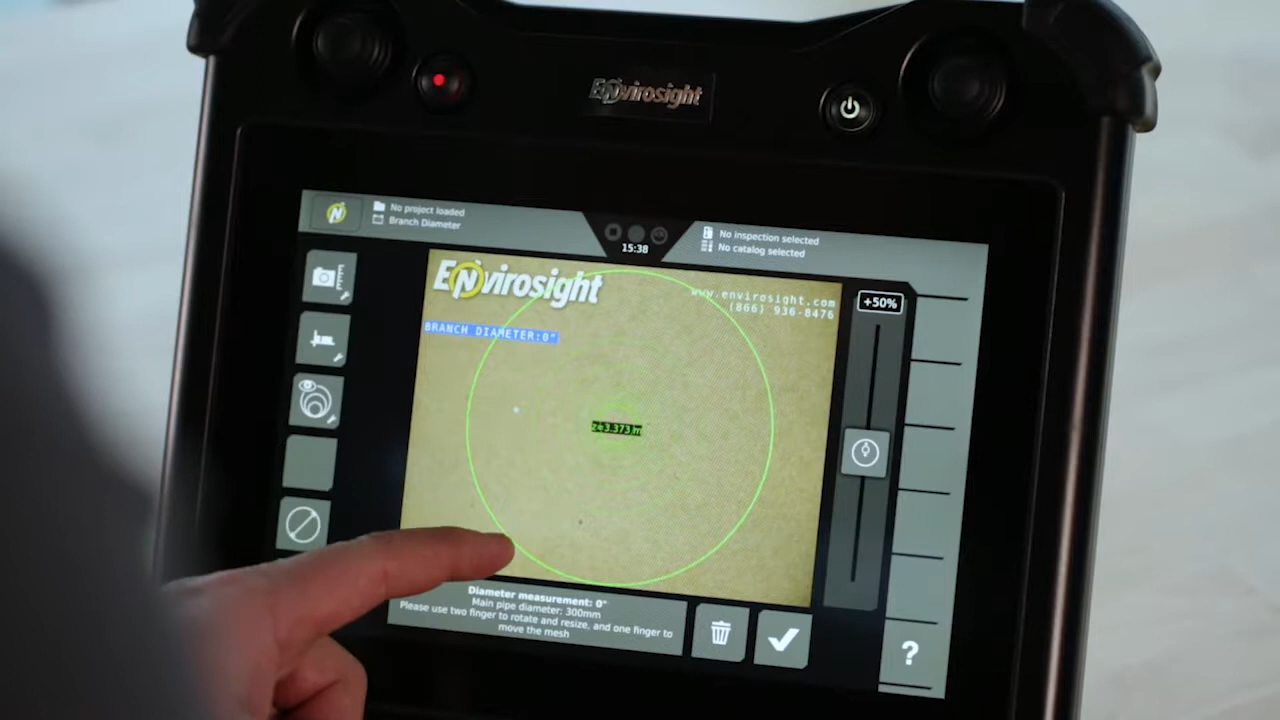 Envirosight
No project loaded
Branch Diameter
15:38
No inspection selected
No catalog selected
Envirosight
www.envirosight.com
(866) 936-8476
+50%
BRANCH DIAMETER:0"
3.373 m
Diameter measurement: 0"
Main pipe diameter: 300mm
Please use two finger to rotate and resize, and one finger to
move the mesh
?